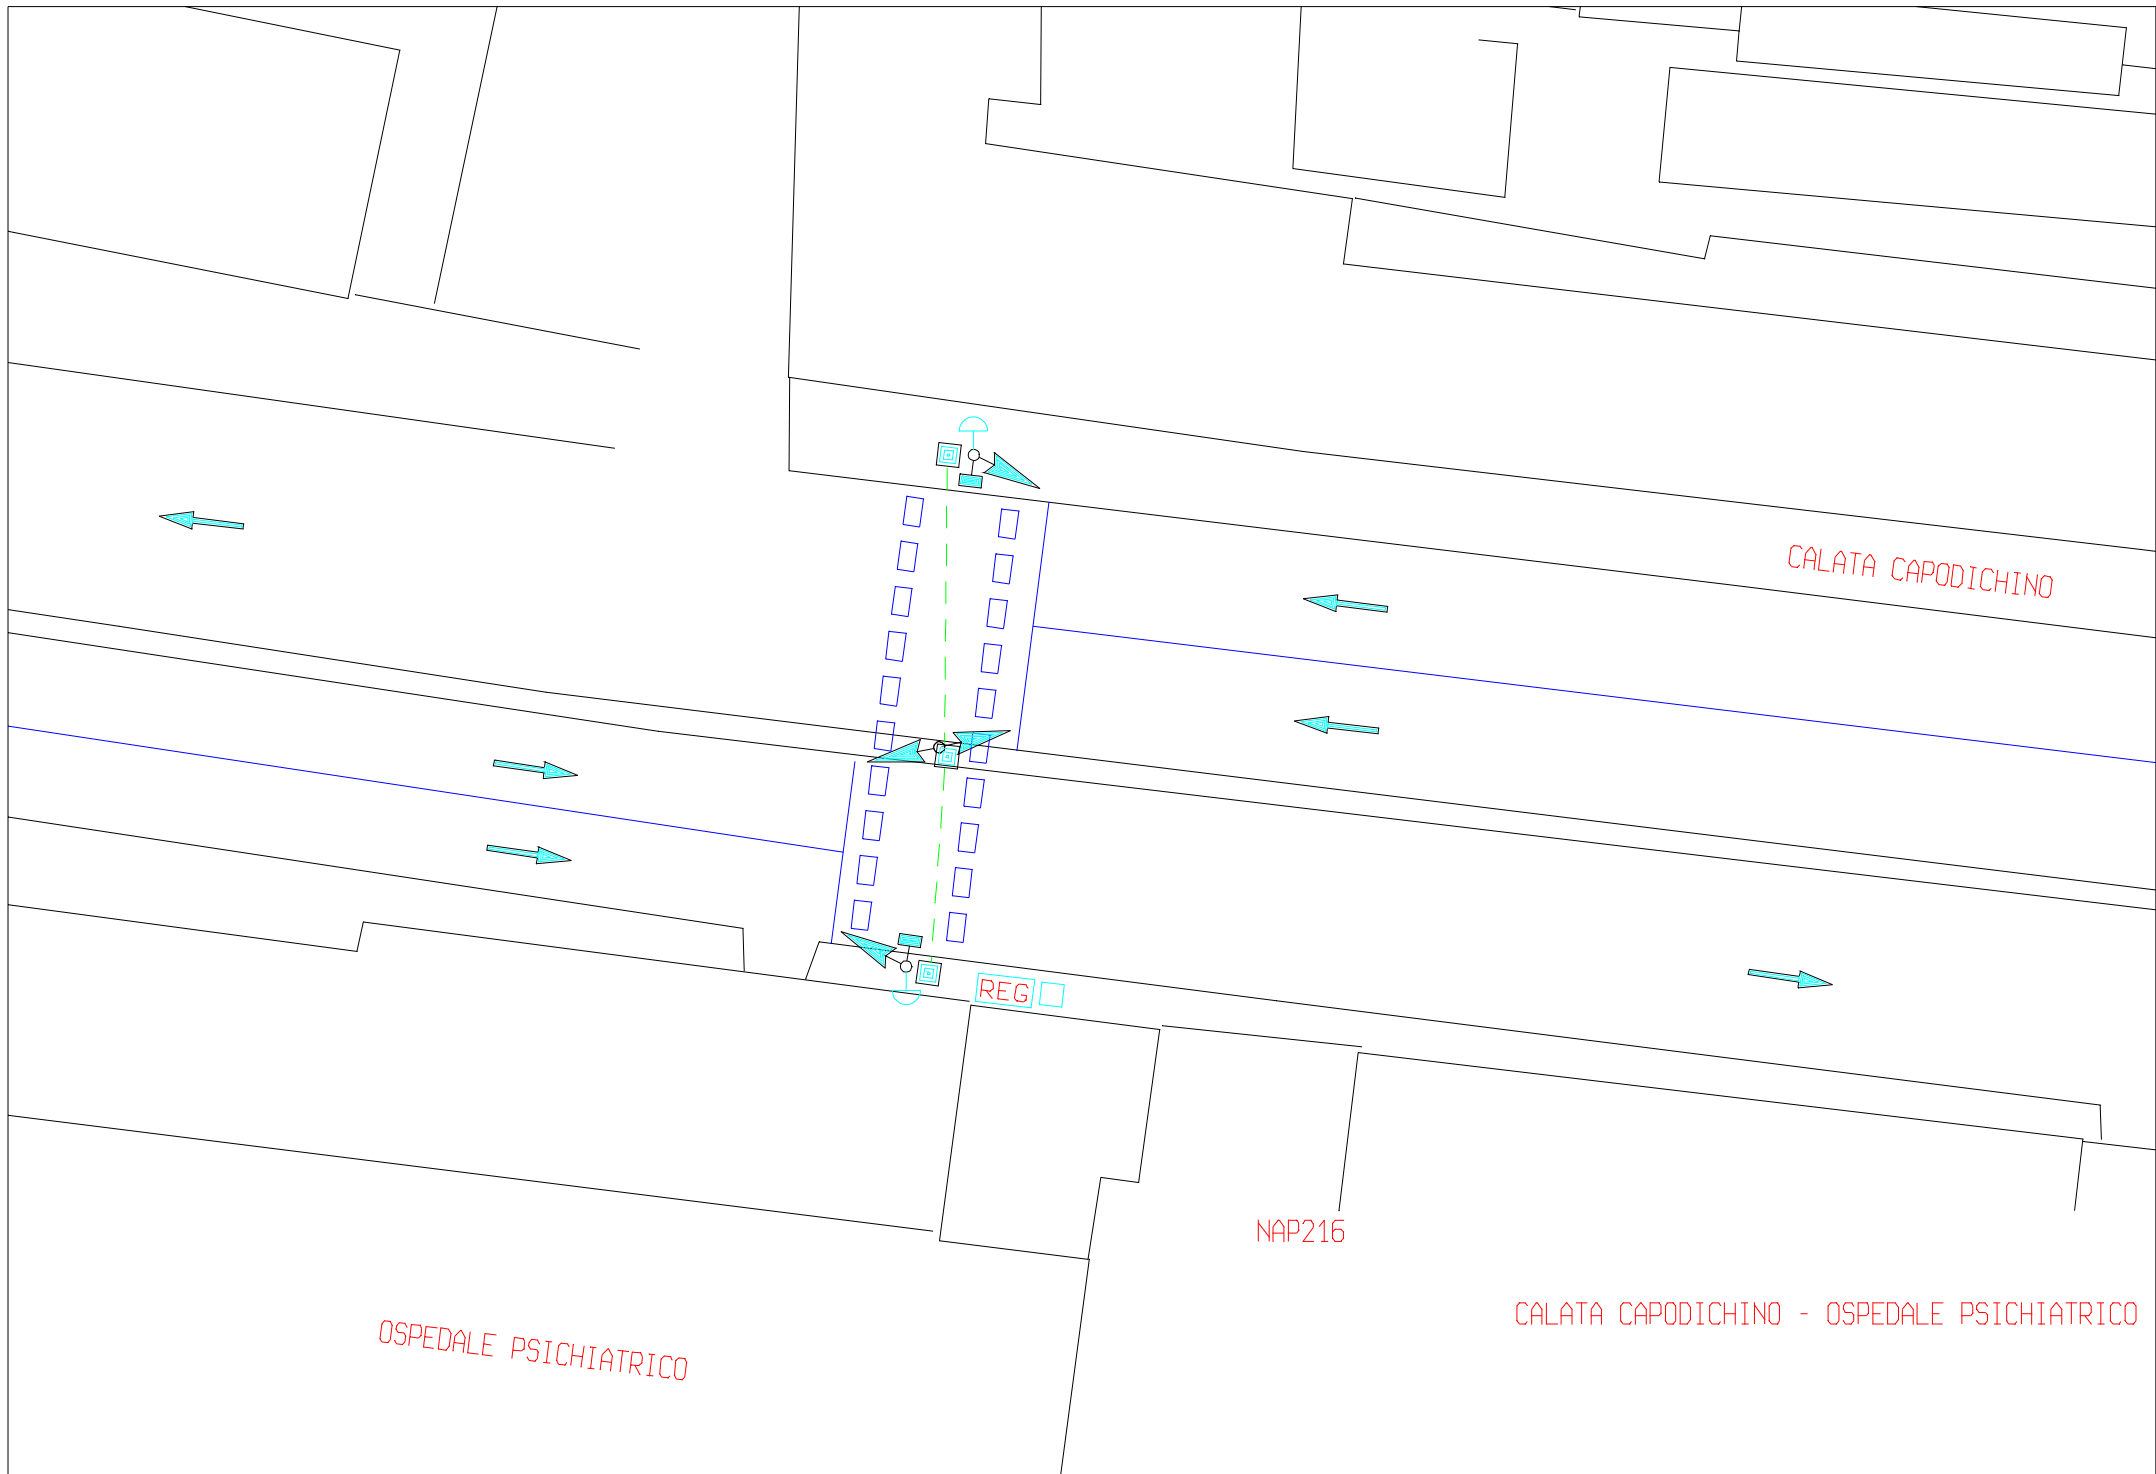 CALATA CAPODICHINO
REG
NAP216
CALATA CAPODICHINO - OSPEDALE PSICHIATRICO
OSPEDALE PSICHIATRICO